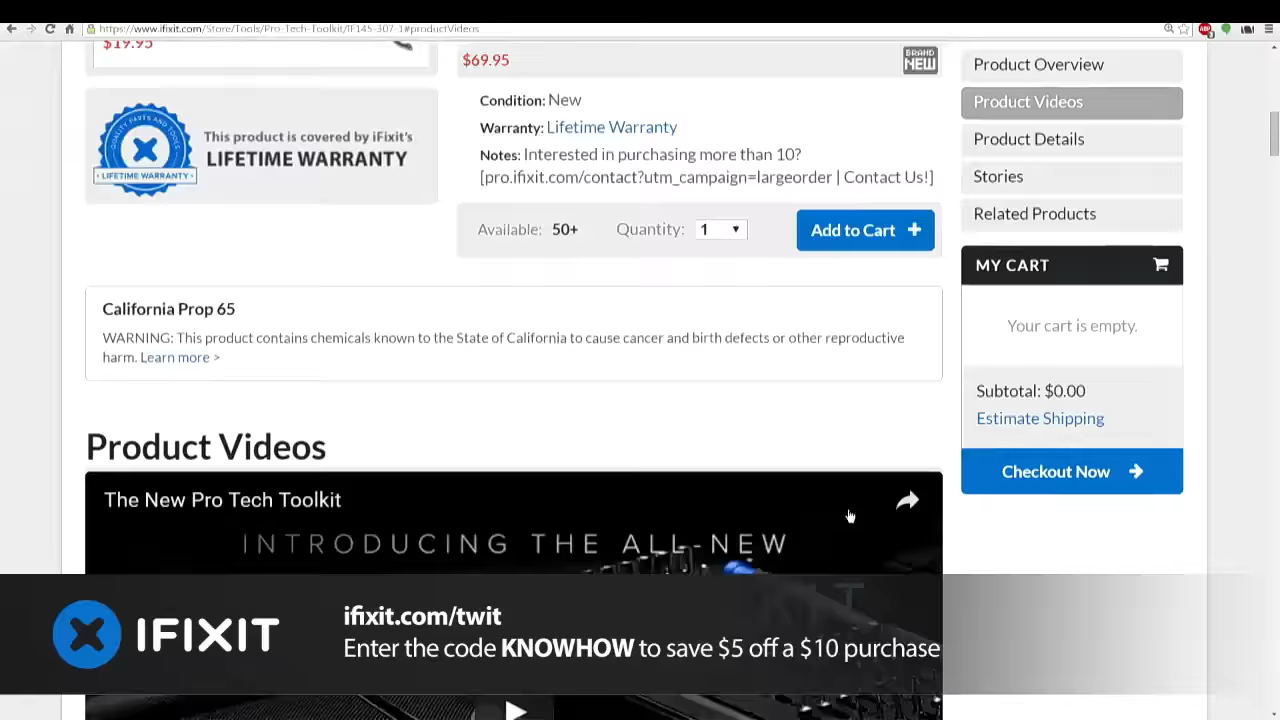 https://www.ifixit.com/Store/Tools/Pro-Tech-Toolkit/IF145-307-1#productVideos
$19.95
$69.95
BRAND
NEW
QUALITY PARTS AND TOOLS
· LIFETIME WARRANTY ·
This product is covered by iFixit's
LIFETIME WARRANTY
Condition: New
Warranty: Lifetime Warranty
Notes: Interested in purchasing more than 10?
[pro.ifixit.com/contact?utm_campaign=largeorder | Contact Us!]
Available: 50+ Quantity: 1
Add to Cart +
Product Overview
Product Videos
Product Details
Stories
Related Products
MY CART
Your cart is empty.
Subtotal: $0.00
Estimate Shipping
Checkout Now
California Prop 65
WARNING: This product contains chemicals known to the State of California to cause cancer and birth defects or other reproductive
harm. Learn more >
Product Videos
The New Pro Tech Toolkit
INTRODUCING THE ALL-NEW
IFIXIT
ifixit.com/twit
Enter the code KNOWHOW to save $5 off a $10 purchase